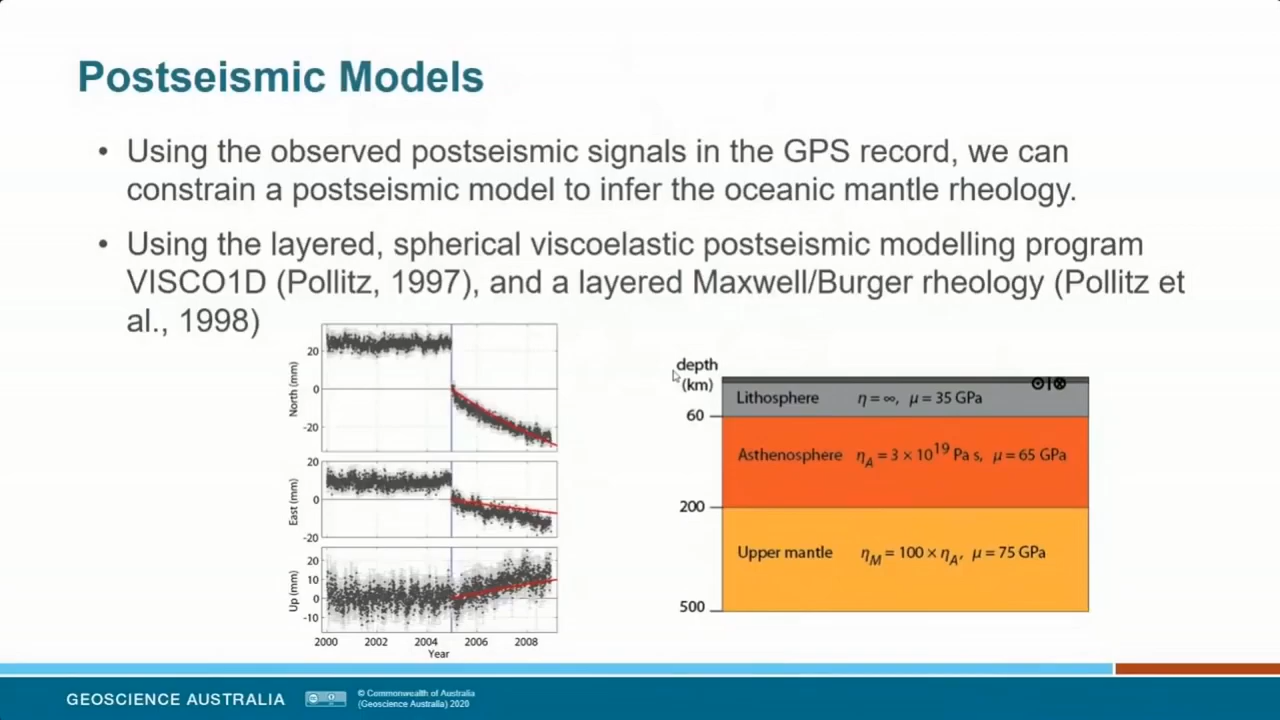 Postseismic Models
• Using the observed postseismic signals in the GPS record, we can
constrain a postseismic model to infer the oceanic mantle rheology.
• Using the layered, spherical viscoelastic postseismic modelling program
VISCO1D (Pollitz, 1997), and a layered Maxwell/Burger rheology (Pollitz et
al., 1998)
North (mm)
20
0
-20
East (mm)
20
0
-20
Up (mm)
20
10
0
-10
2000 2002 2004 2006 2008
Year
depth
(km)
60
200
500
Lithosphere η = ∞, μ = 35 GPa
Asthenosphere η_A = 3 × 10^19 Pa s, μ = 65 GPa
Upper mantle η_M = 100 × η_A, μ = 75 GPa
GEOSCIENCE AUSTRALIA
© Commonwealth of Australia
(Geoscience Australia) 2020